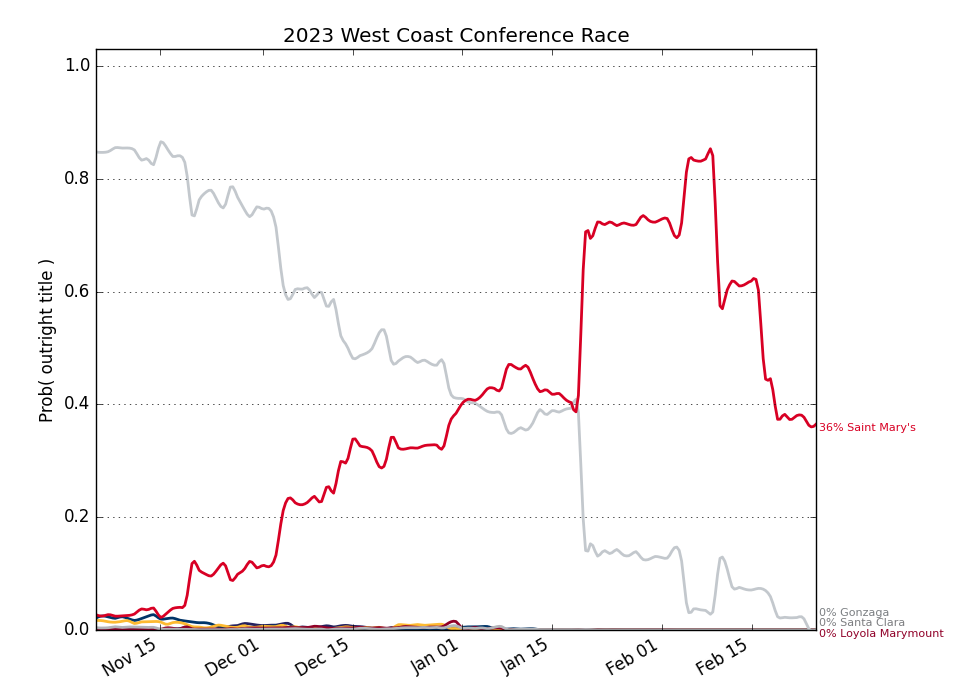 2023 West Coast Conference Race
1.0
0.8
0.6
0.4
0.2
0.0
Prob( outright title )
36% Saint Mary's
0% Gonzaga
0% Santa Clara
0% Loyola Marymount
Nov 15
Dec 01
Dec 15
Jan 01
Jan 15
Feb 01
Feb 15